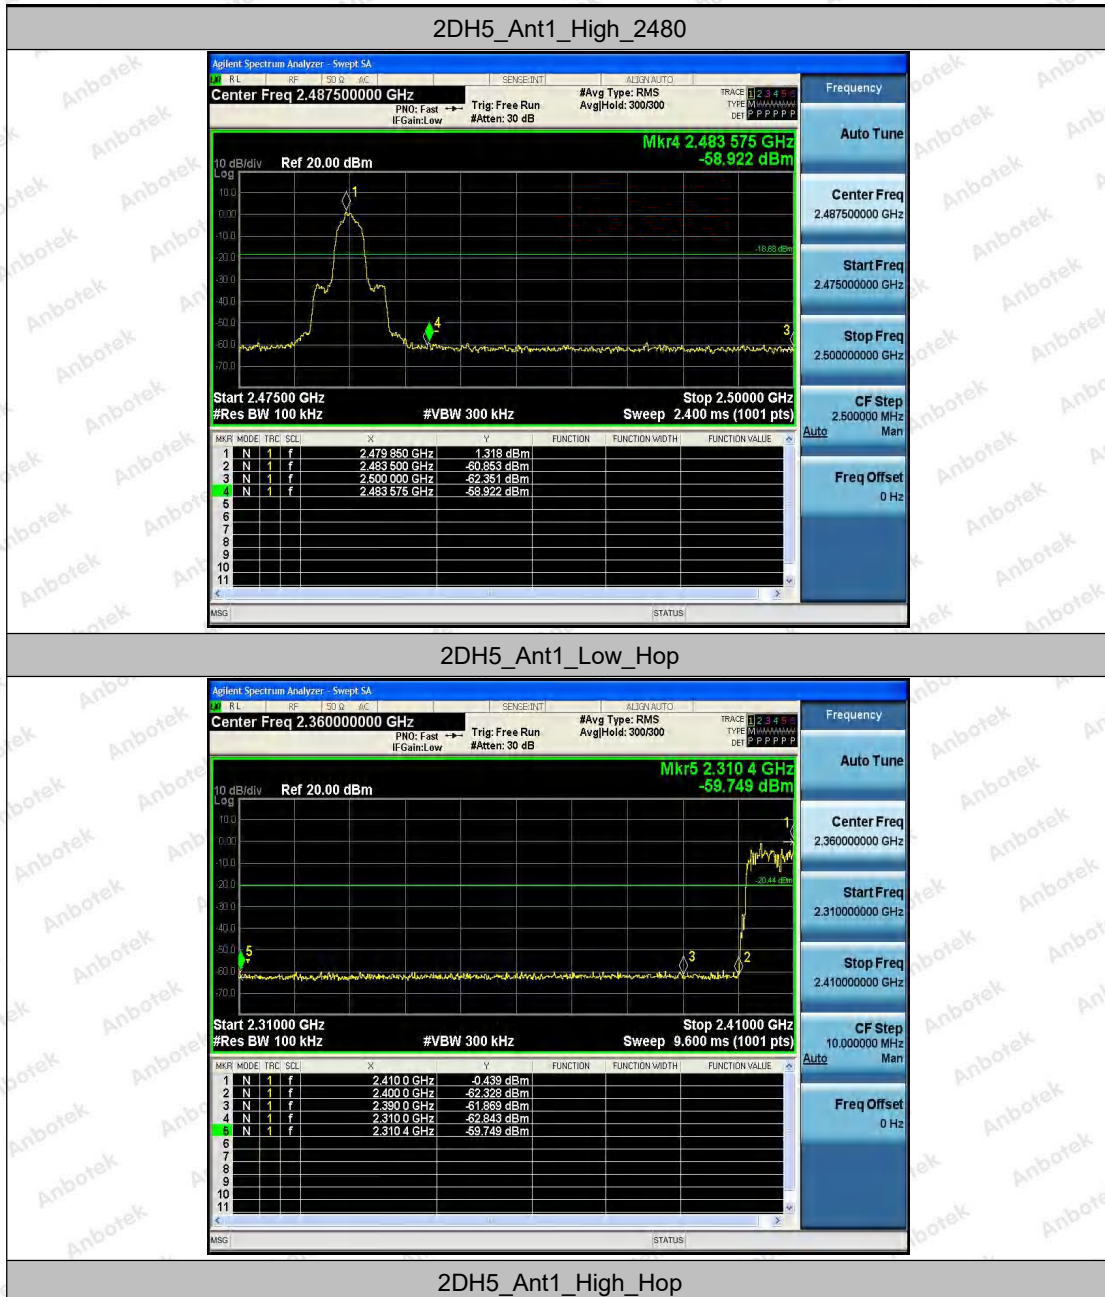 2DH5_Ant1_High_2480
Agilent Spectrum Analyzer - Swept SA
RL RF 50 Ω AC SENSE:INT ALIGN AUTO
Center Freq 2.487500000 GHz
PNO: Fast
IFGain:Low
Trig: Free Run
#Atten: 30 dB
#Avg Type: RMS
Avg|Hold: 300/300
TRACE 1 2 3 4 5 6
TYPE M
DET P P P P P P
Mkr4 2.483 575 GHz
-58.922 dBm
10 dB/div Ref 20.00 dBm
Log
10.0
0.00
-10.0
-20.0
-30.0
-40.0
-50.0
-60.0
-70.0
1
4
3
-18.68 dBm
Start 2.47500 GHz Stop 2.50000 GHz
#Res BW 100 kHz #VBW 300 kHz Sweep 2.400 ms (1001 pts)
MKR MODE TRC SCL X Y FUNCTION FUNCTION WIDTH FUNCTION VALUE
1 N 1 f 2.479 850 GHz 1.318 dBm
2 N 1 f 2.483 500 GHz -60.853 dBm
3 N 1 f 2.500 000 GHz -62.351 dBm
4 N 1 f 2.483 575 GHz -58.922 dBm
5
6
7
8
9
10
11
MSG STATUS
Frequency
Auto Tune
Center Freq
2.487500000 GHz
Start Freq
2.475000000 GHz
Stop Freq
2.500000000 GHz
CF Step
2.500000 MHz
Auto Man
Freq Offset
0 Hz
2DH5_Ant1_Low_Hop
Agilent Spectrum Analyzer - Swept SA
RL RF 50 Ω AC SENSE:INT ALIGN AUTO
Center Freq 2.360000000 GHz
PNO: Fast
IFGain:Low
Trig: Free Run
#Atten: 30 dB
#Avg Type: RMS
Avg|Hold: 300/300
TRACE 1 2 3 4 5 6
TYPE M
DET P P P P P P
Mkr5 2.310 4 GHz
-59.749 dBm
10 dB/div Ref 20.00 dBm
Log
10.0
0.00
-10.0
-20.0
-30.0
-40.0
-50.0
-60.0
-70.0
1
5
3
2
-20.44 dBm
Start 2.31000 GHz Stop 2.41000 GHz
#Res BW 100 kHz #VBW 300 kHz Sweep 9.600 ms (1001 pts)
MKR MODE TRC SCL X Y FUNCTION FUNCTION WIDTH FUNCTION VALUE
1 N 1 f 2.410 0 GHz -0.439 dBm
2 N 1 f 2.400 0 GHz -62.328 dBm
3 N 1 f 2.390 0 GHz -61.869 dBm
4 N 1 f 2.310 0 GHz -62.843 dBm
5 N 1 f 2.310 4 GHz -59.749 dBm
6
7
8
9
10
11
MSG STATUS
Frequency
Auto Tune
Center Freq
2.360000000 GHz
Start Freq
2.310000000 GHz
Stop Freq
2.410000000 GHz
CF Step
10.000000 MHz
Auto Man
Freq Offset
0 Hz
2DH5_Ant1_High_Hop